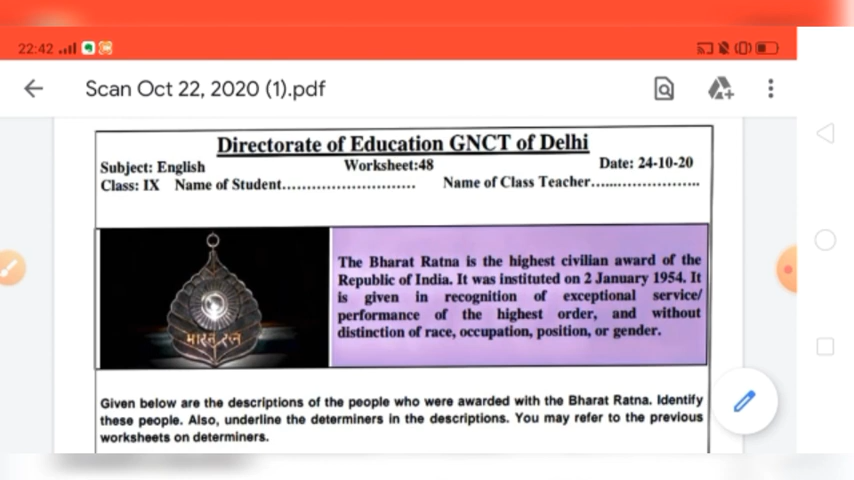 22:42
Scan Oct 22, 2020 (1).pdf
Directorate of Education GNCT of Delhi
Subject: English Worksheet:48 Date: 24-10-20
Class: IX Name of Student........................... Name of Class Teacher......................
The Bharat Ratna is the highest civilian award of the
Republic of India. It was instituted on 2 January 1954. It
is given in recognition of exceptional service/
performance of the highest order, and without
distinction of race, occupation, position, or gender.
भारत रत्न
Given below are the descriptions of the people who were awarded with the Bharat Ratna. Identify
these people. Also, underline the determiners in the descriptions. You may refer to the previous
worksheets on determiners.